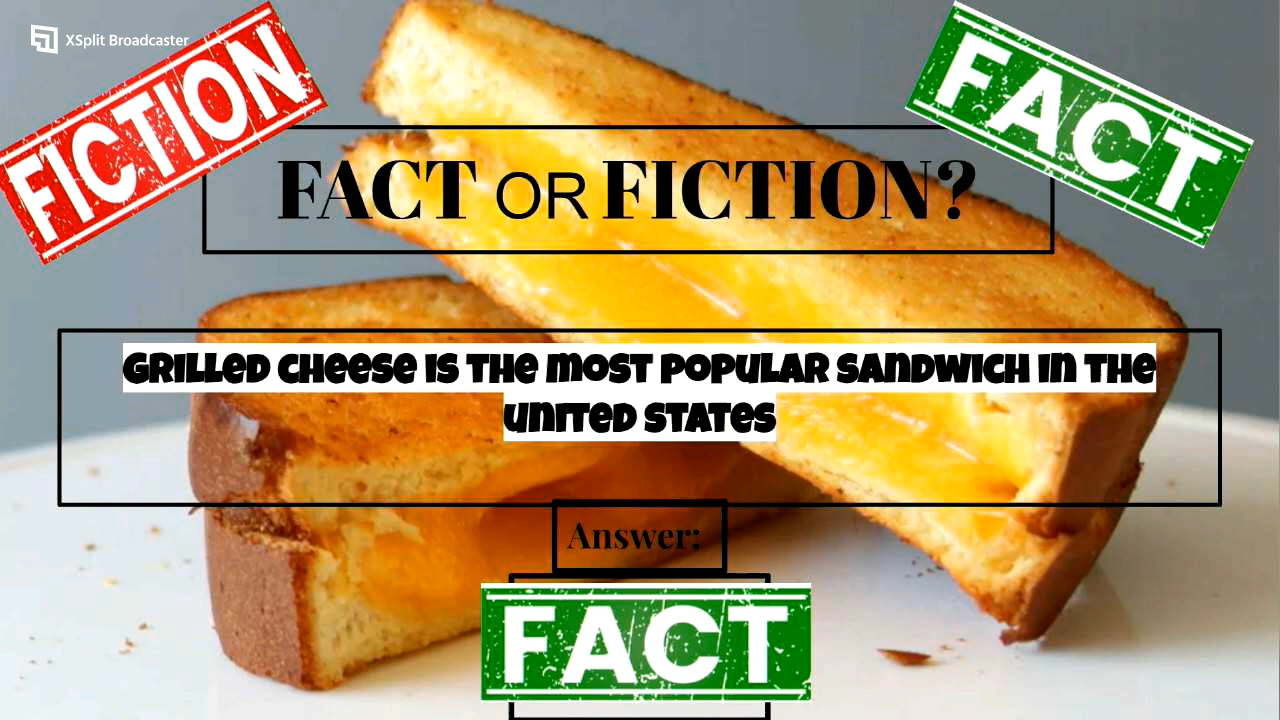 XSplit Broadcaster
FICTION
FACT
FACT OR FICTION?
GRILLED CHEESE IS THE MOST POPULAR SANDWICH IN THE
UNITED STATES
Answer:
FACT